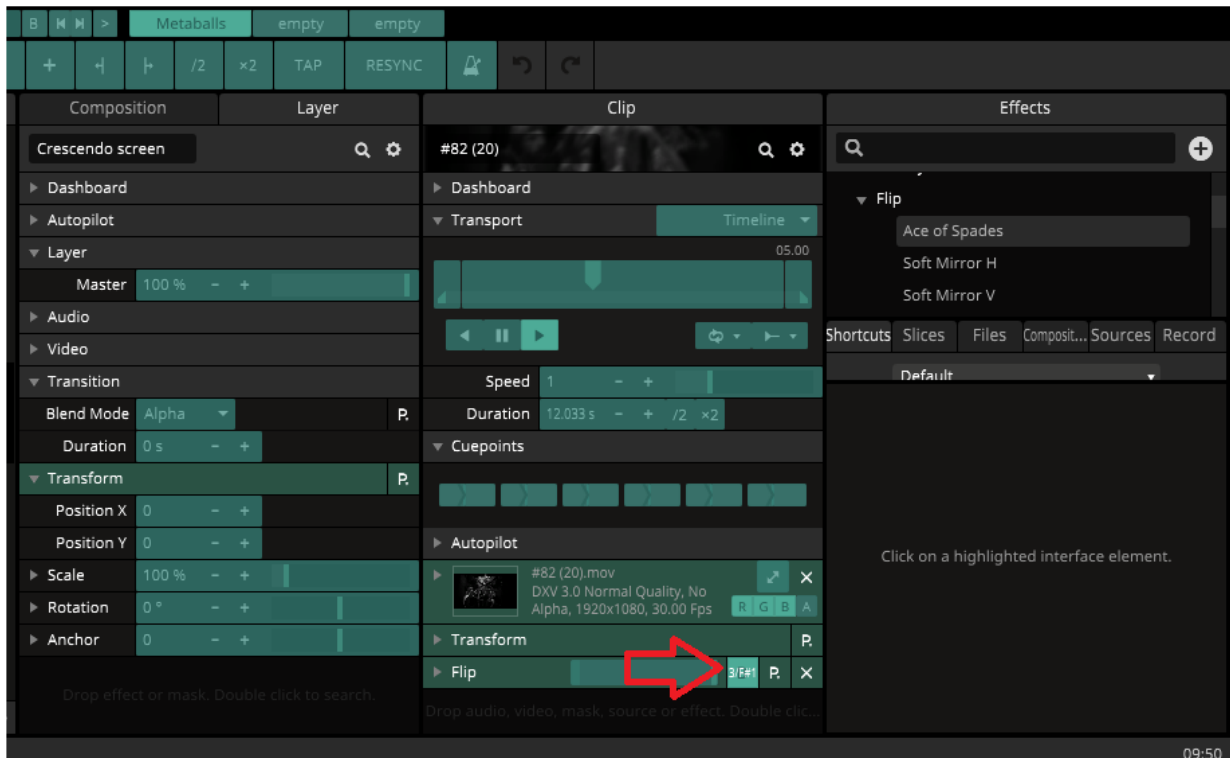 B > Metaballs empty empty
+ /2 ×2 TAP RESYNC
Composition Layer
Crescendo screen
Dashboard
Autopilot
Layer
Master 100 % - +
Audio
Video
Transition
Blend Mode Alpha P.
Duration 0 s - +
Transform P.
Position X 0 - +
Position Y 0 - +
Scale 100 % - +
Rotation 0 ° - +
Anchor 0 - +
Drop effect or mask. Double click to search.
Clip
#82 (20)
Dashboard
Transport Timeline
05.00
Speed 1 - +
Duration 12.033 s - + /2 ×2
Cuepoints
Autopilot
#82 (20).mov
DXV 3.0 Normal Quality, No
Alpha, 1920x1080, 30.00 Fps R G B A
Transform P.
Flip 3/F#1 P. ×
Drop audio, video, mask, source or effect. Double clic...
Effects
Flip
Ace of Spades
Soft Mirror H
Soft Mirror V
Shortcuts Slices Files Composit... Sources Record
Default
Click on a highlighted interface element.
09:50